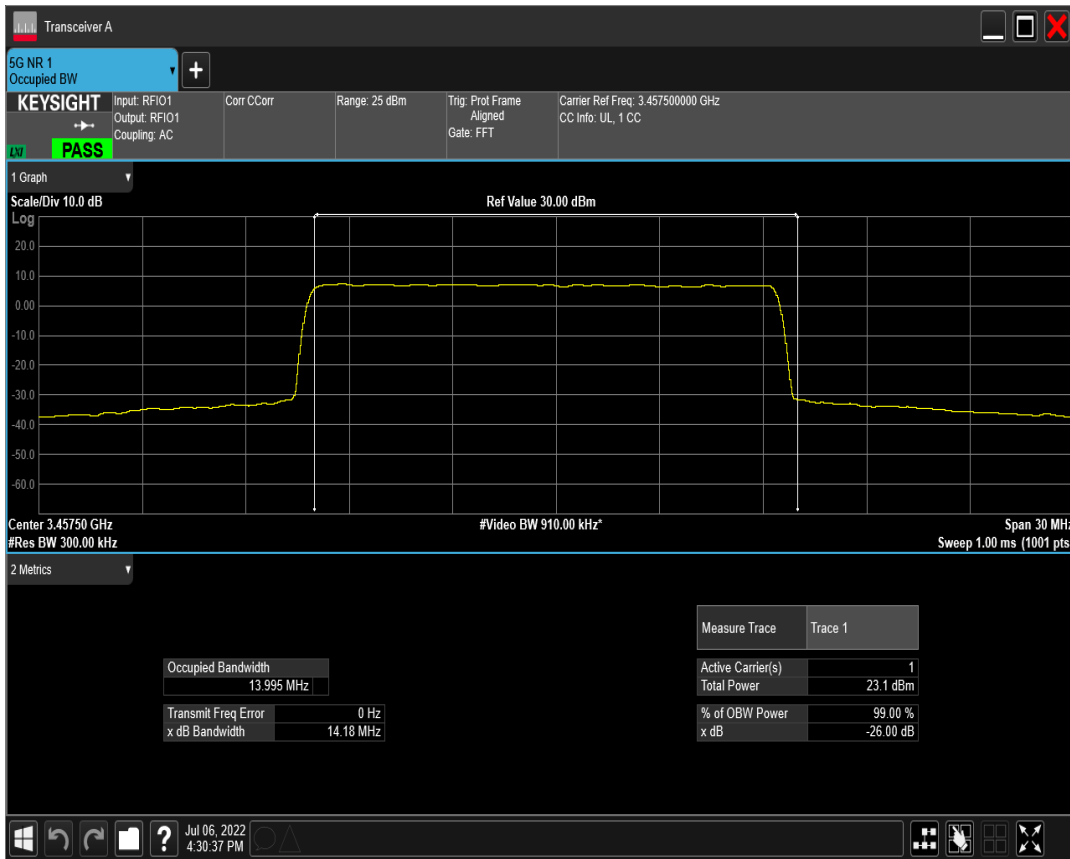 Transceiver A
5G NR 1
Occupied BW
KEYSIGHT
LXI
PASS
Input: RFIO1
Output: RFIO1
Coupling: AC
Corr CCorr
Range: 25 dBm
Trig: Prot Frame
Aligned
Gate: FFT
Carrier Ref Freq: 3.457500000 GHz
CC Info: UL, 1 CC
1 Graph
Scale/Div 10.0 dB
Ref Value 30.00 dBm
Log
20.0
10.0
0.00
-10.0
-20.0
-30.0
-40.0
-50.0
-60.0
Center 3.45750 GHz
#Video BW 910.00 kHz*
Span 30 MHz
#Res BW 300.00 kHz
Sweep 1.00 ms (1001 pts
2 Metrics
Measure Trace Trace 1
Occupied Bandwidth
13.995 MHz
Active Carrier(s) 1
Total Power 23.1 dBm
Transmit Freq Error 0 Hz
x dB Bandwidth 14.18 MHz
% of OBW Power 99.00 %
x dB -26.00 dB
?
Jul 06, 2022
4:30:37 PM